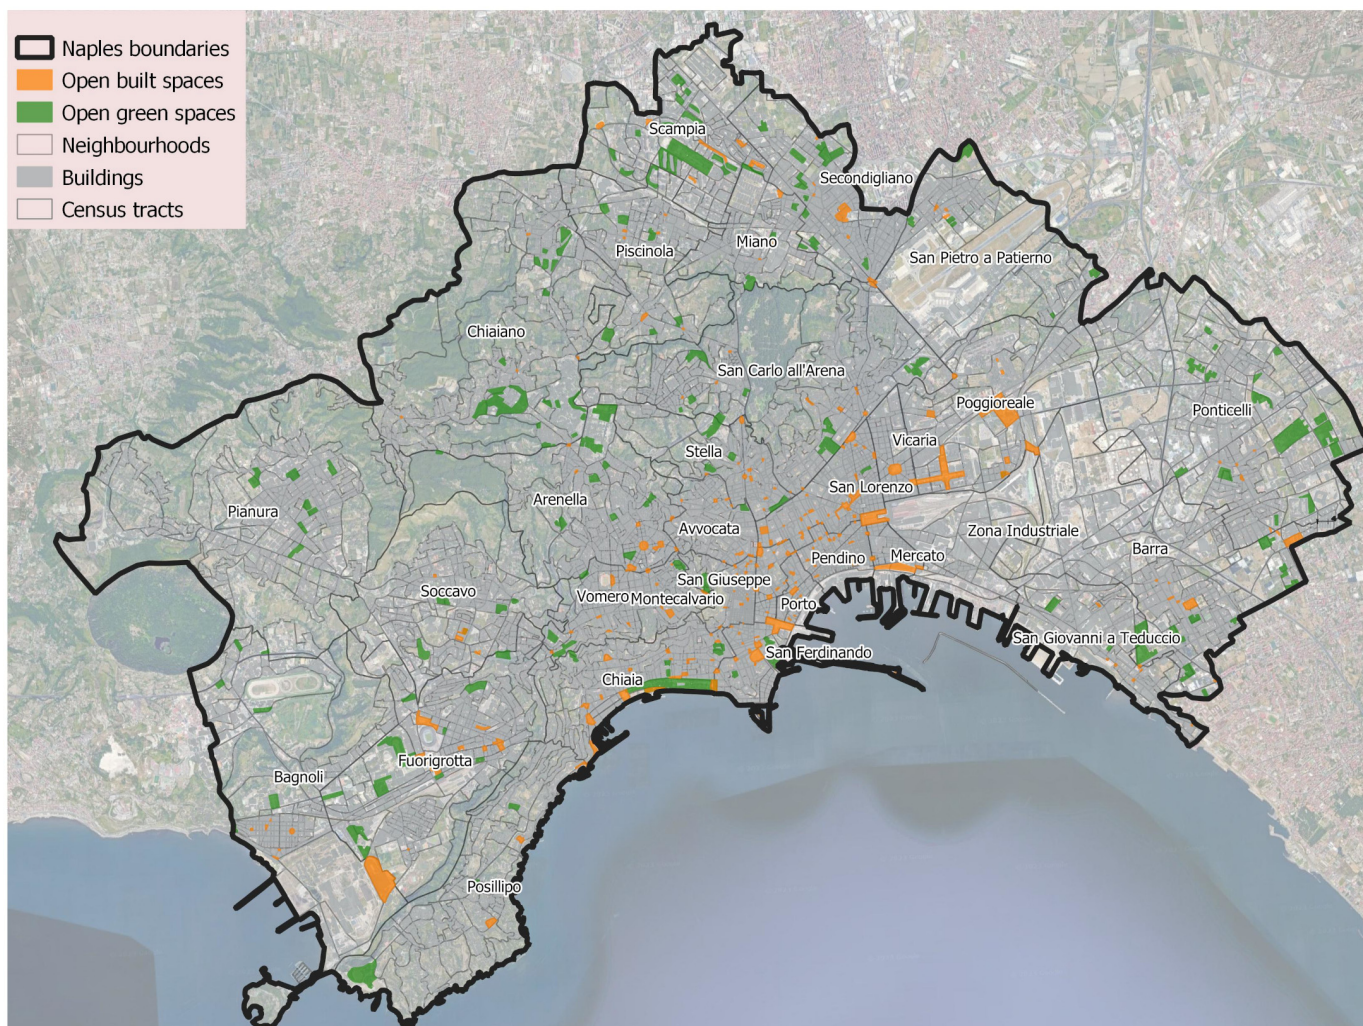 Naples boundaries
Open built spaces
Open green spaces
Neighbourhoods
Buildings
Census tracts
Scampia
Secondigliano
Piscinola
Miano
San Pietro a Patierno
Chiaiano
San Carlo all'Arena
Poggioreale
Ponticelli
Vicaria
Stella
San Lorenzo
Arenella
Pianura
Avvocata
Zona Industriale
Barra
Pendino
Mercato
San Giuseppe
Soccavo
Vomero
Montecalvario
Porto
San Giovanni a Teduccio
San Ferdinando
Chiaia
Fuorigrotta
Bagnoli
Posillipo